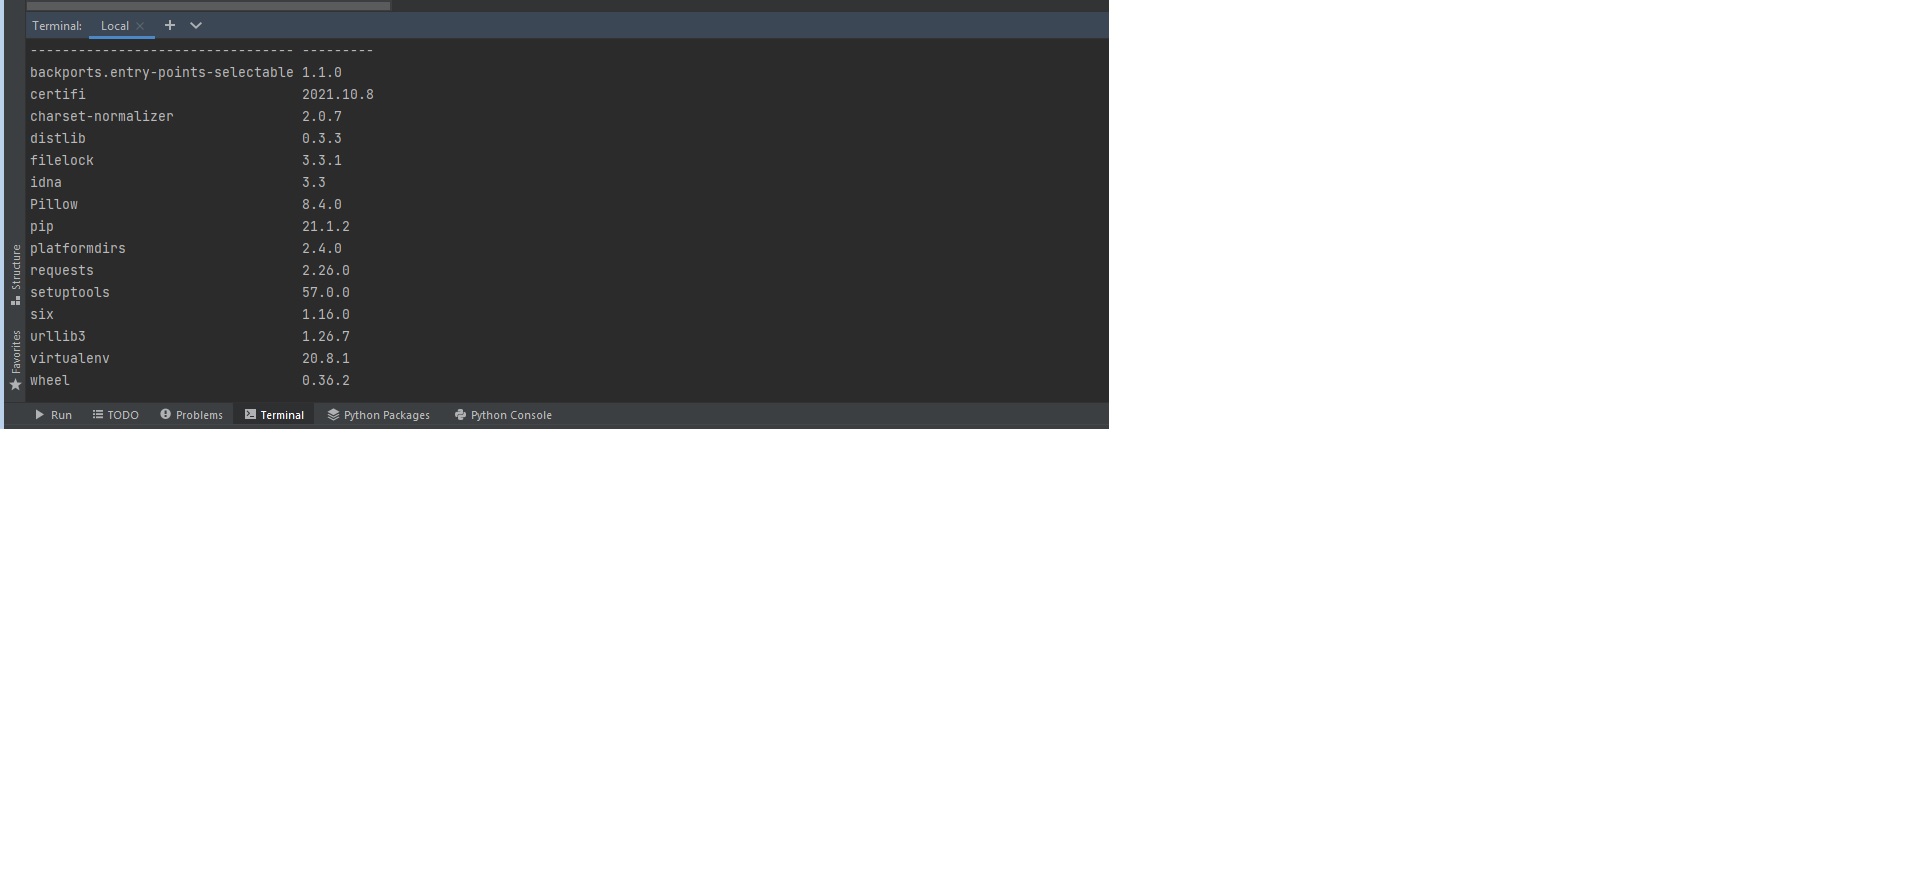 Terminal: Local
--------------------------------- ---------
backports.entry-points-selectable 1.1.0
certifi 2021.10.8
charset-normalizer 2.0.7
distlib 0.3.3
filelock 3.3.1
idna 3.3
Pillow 8.4.0
pip 21.1.2
platformdirs 2.4.0
requests 2.26.0
setuptools 57.0.0
six 1.16.0
urllib3 1.26.7
virtualenv 20.8.1
wheel 0.36.2
Structure
Favorites
Run TODO Problems Terminal Python Packages Python Console